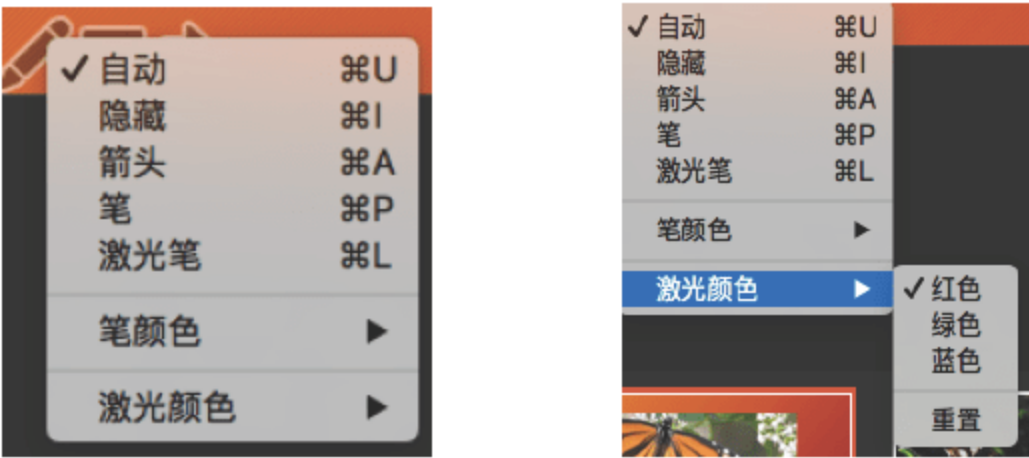 ✓ 自动 ⌘U
隐藏 ⌘I
箭头 ⌘A
笔 ⌘P
激光笔 ⌘L
笔颜色 ▶
激光颜色 ▶
✓ 自动 ⌘U
隐藏 ⌘I
箭头 ⌘A
笔 ⌘P
激光笔 ⌘L
笔颜色 ▶
激光颜色 ▶
✓ 红色
绿色
蓝色
重置